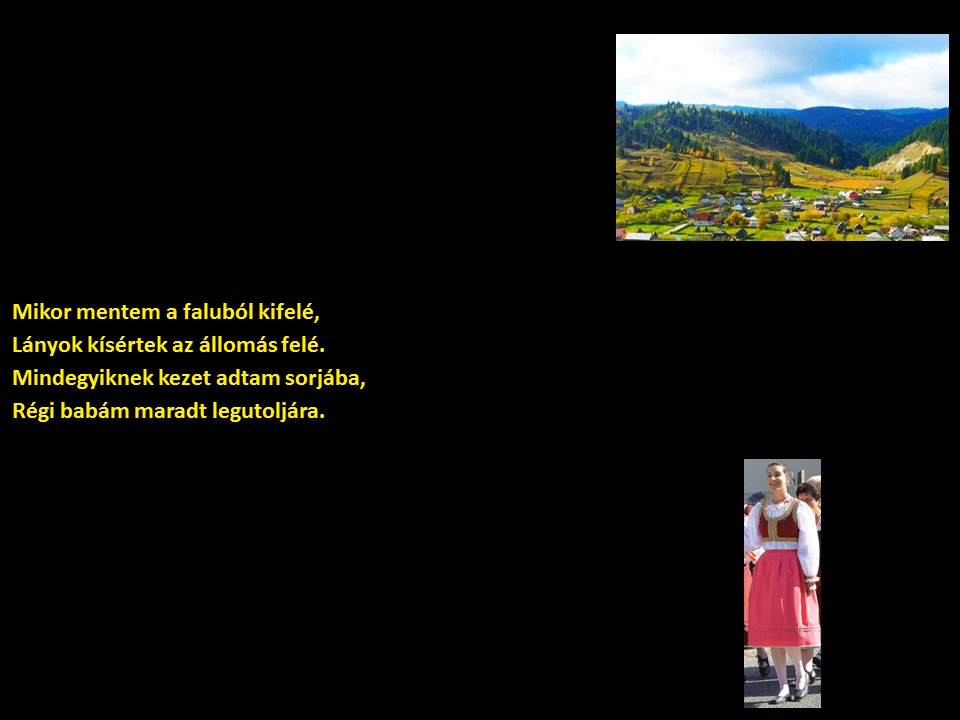 Mikor mentem a faluból kifelé,
Lányok kísértek az állomás felé.
Mindegyiknek kezet adtam sorjába,
Régi babám maradt legutoljára.